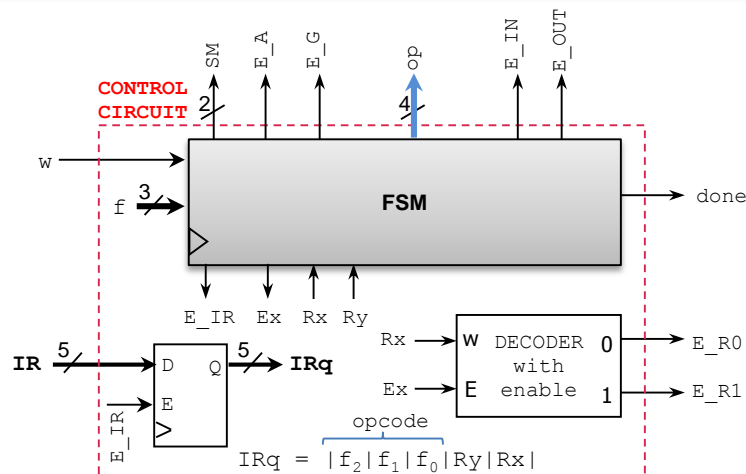 SM
E_A
E_G
op
E_IN
E_OUT
CONTROL
CIRCUIT
2
4
w
3
f
FSM
done
E_IR
Ex
Rx
Ry
IR
5
D
Q
5
IRq
E
E_IR
Rx
w
DECODER
with
enable
0
E_R0
Ex
E
1
E_R1
opcode
IRq = |f₂|f₁|f₀|Ry|Rx|